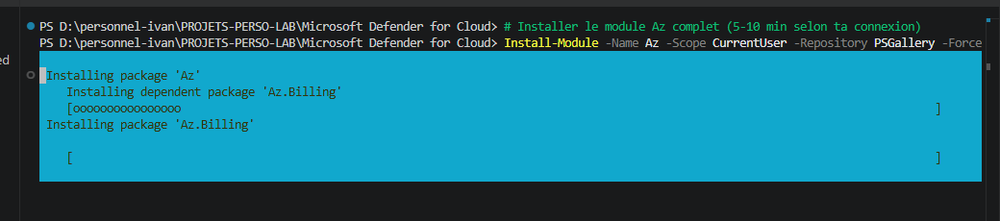 PS D:\personnel-ivan\PROJETS-PERSO-LAB\Microsoft Defender for Cloud> # Installer le module Az complet (5-10 min selon ta connexion)
PS D:\personnel-ivan\PROJETS-PERSO-LAB\Microsoft Defender for Cloud> Install-Module -Name Az -Scope CurrentUser -Repository PSGallery -Force
ed
Installing package 'Az'
Installing dependent package 'Az.Billing'
[oooooooooooooooo ]
Installing package 'Az.Billing'
[ ]